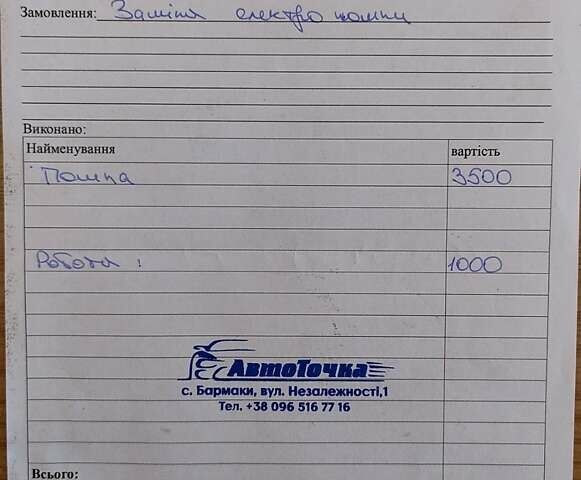 Замовлення: Заміна електро помпи
Виконано:
Найменування вартість
Помпа 3500
Робота : 1000
АвтоТочка
с. Бармаки, вул. Незалежності,1
Тел. +38 096 516 77 16
Всього: